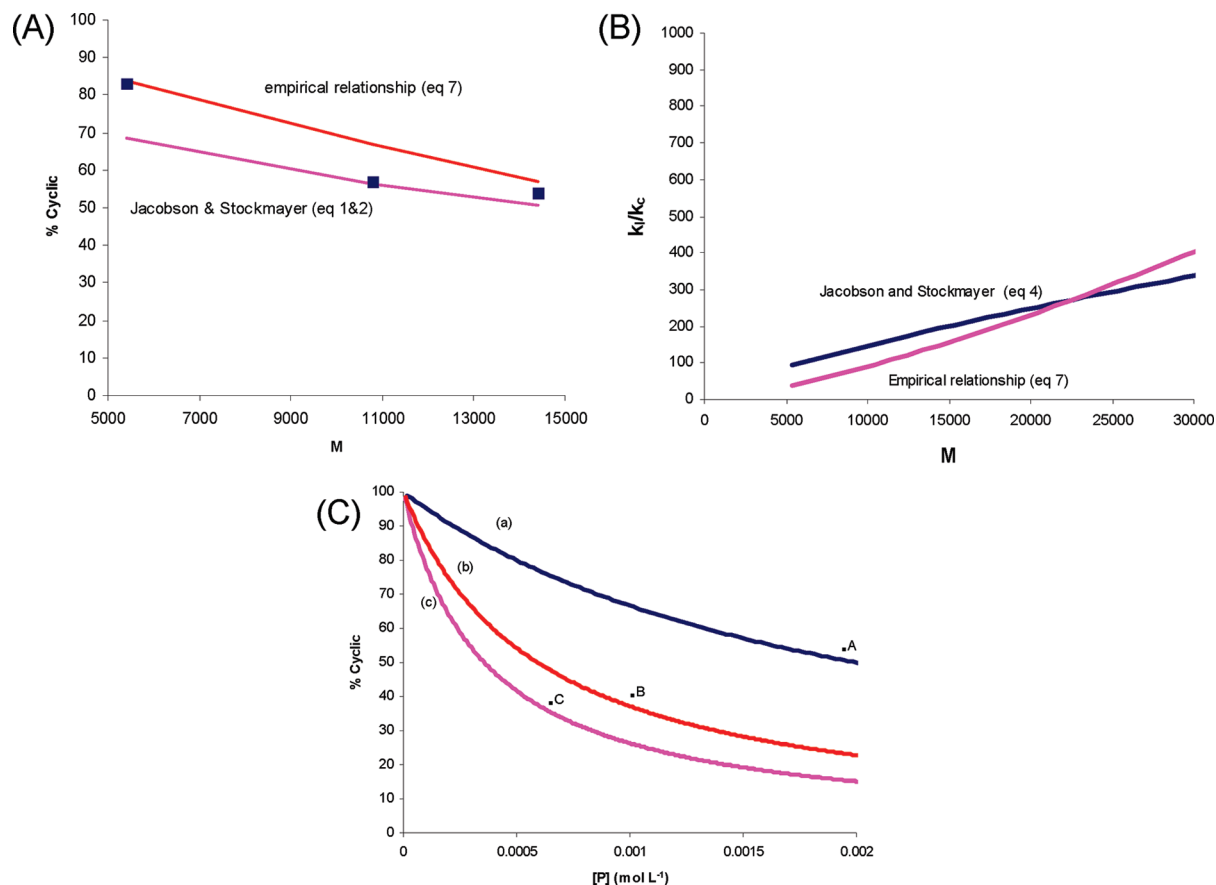 (A)
100
90
80
70
60
50
40
30
20
10
0
% Cyclic
empirical relationship (eq 7)
Jacobson & Stockmayer (eq 1&2)
5000 7000 9000 11000 13000 15000
M
(B)
1000
900
800
700
600
500
400
300
200
100
0
kl/kc
Jacobson and Stockmayer (eq 4)
Empirical relationship (eq 7)
0 5000 10000 15000 20000 25000 30000
M
(C)
100
90
80
70
60
50
40
30
20
10
0
% Cyclic
(a)
(b)
(c)
A
B
C
0 0.0005 0.001 0.0015 0.002
[P] (mol L-1)